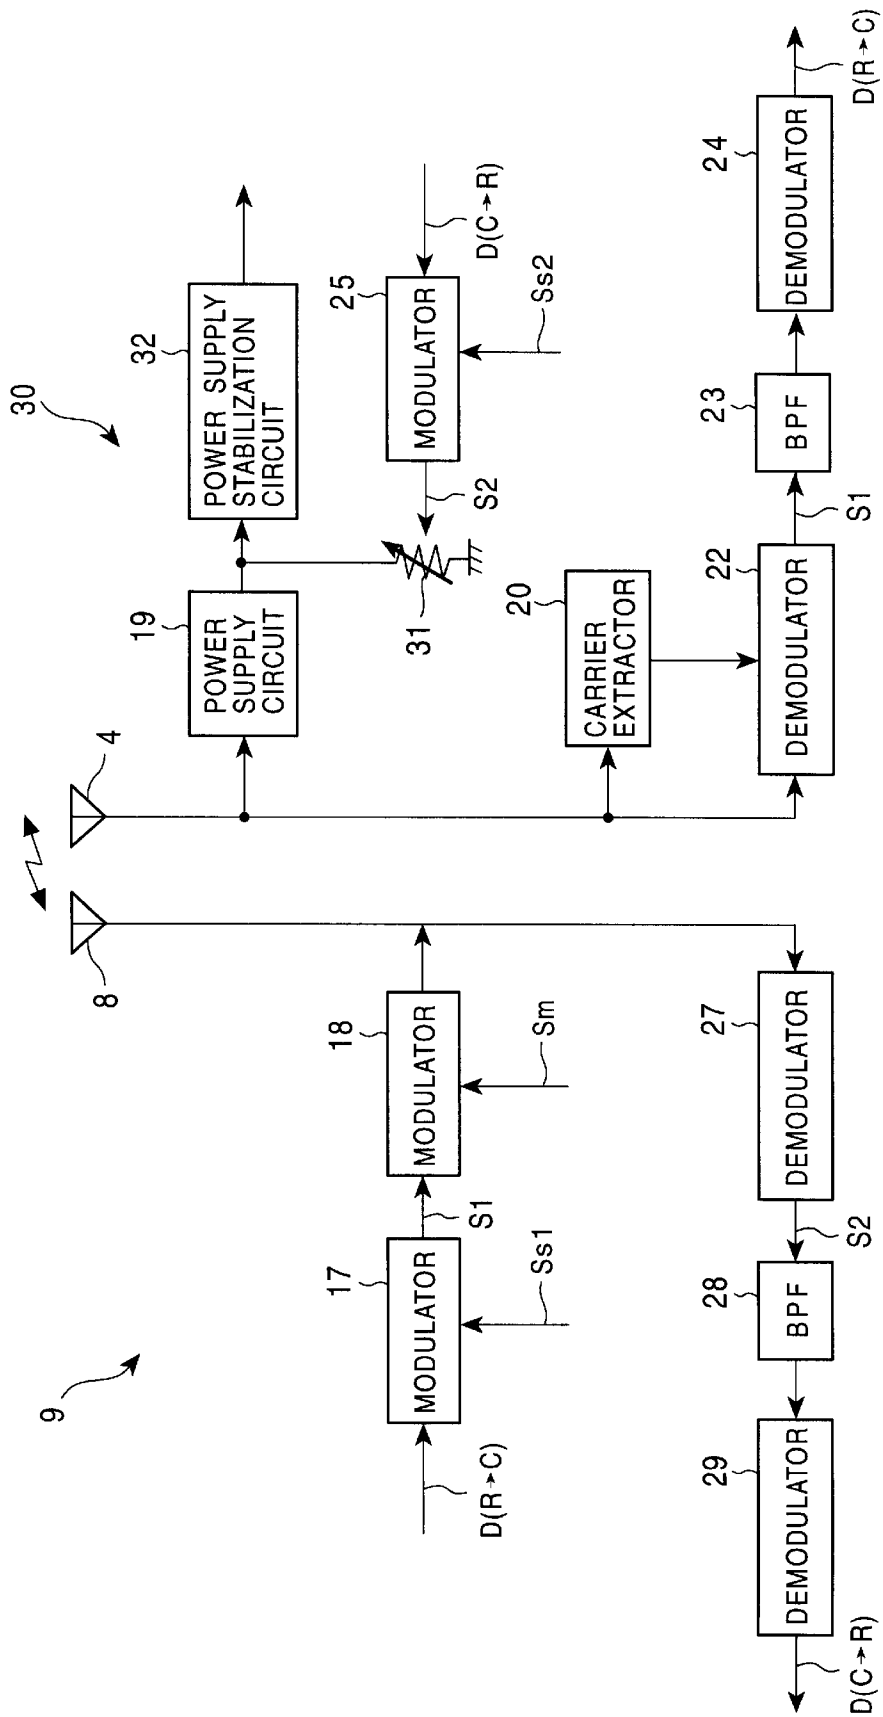 9
30
8
4
19
POWER
SUPPLY
CIRCUIT
32
POWER SUPPLY
STABILIZATION
CIRCUIT
D(R→C)
17
MODULATOR
Ss1
S1
18
MODULATOR
Sm
31
S2
25
MODULATOR
Ss2
D(C→R)
20
CARRIER
EXTRACTOR
D(C→R)
29
DEMODULATOR
28
BPF
S2
27
DEMODULATOR
22
DEMODULATOR
S1
23
BPF
24
DEMODULATOR
D(R→C)